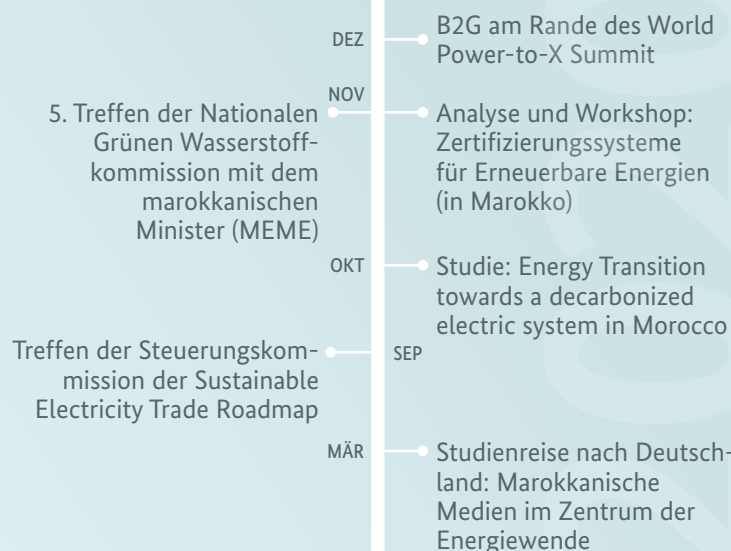 DEZ
B2G am Rande des World
Power-to-X Summit
NOV
5. Treffen der Nationalen
Grünen Wasserstoff-
kommission mit dem
marokkanischen
Minister (MEME)
Analyse und Workshop:
Zertifizierungssysteme
für Erneuerbare Energien
(in Marokko)
OKT
Studie: Energy Transition
towards a decarbonized
electric system in Morocco
Treffen der Steuerungskom-
mission der Sustainable
Electricity Trade Roadmap
SEP
MÄR
Studienreise nach Deutsch-
land: Marokkanische
Medien im Zentrum der
Energiewende